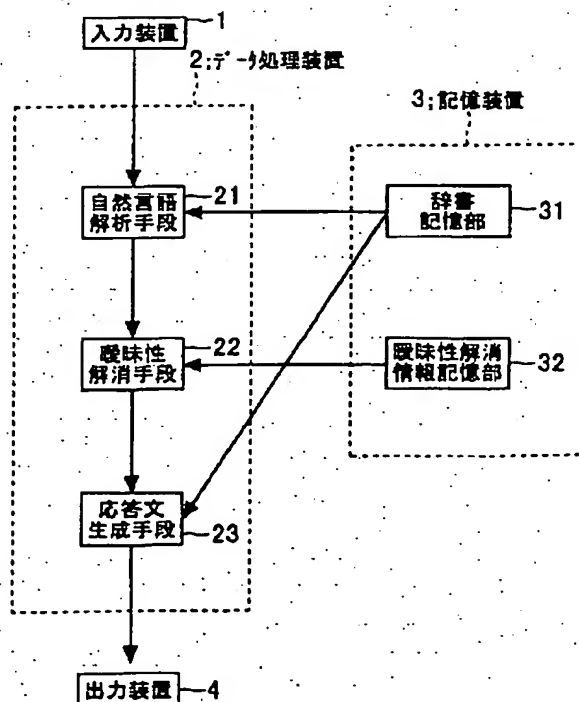 入力装置
1
2;データ処理装置
3;記憶装置
自然言語
解析手段
21
辞書
記憶部
31
曖昧性
解消手段
22
曖昧性解消
情報記憶部
32
応答文
生成手段
23
出力装置
4